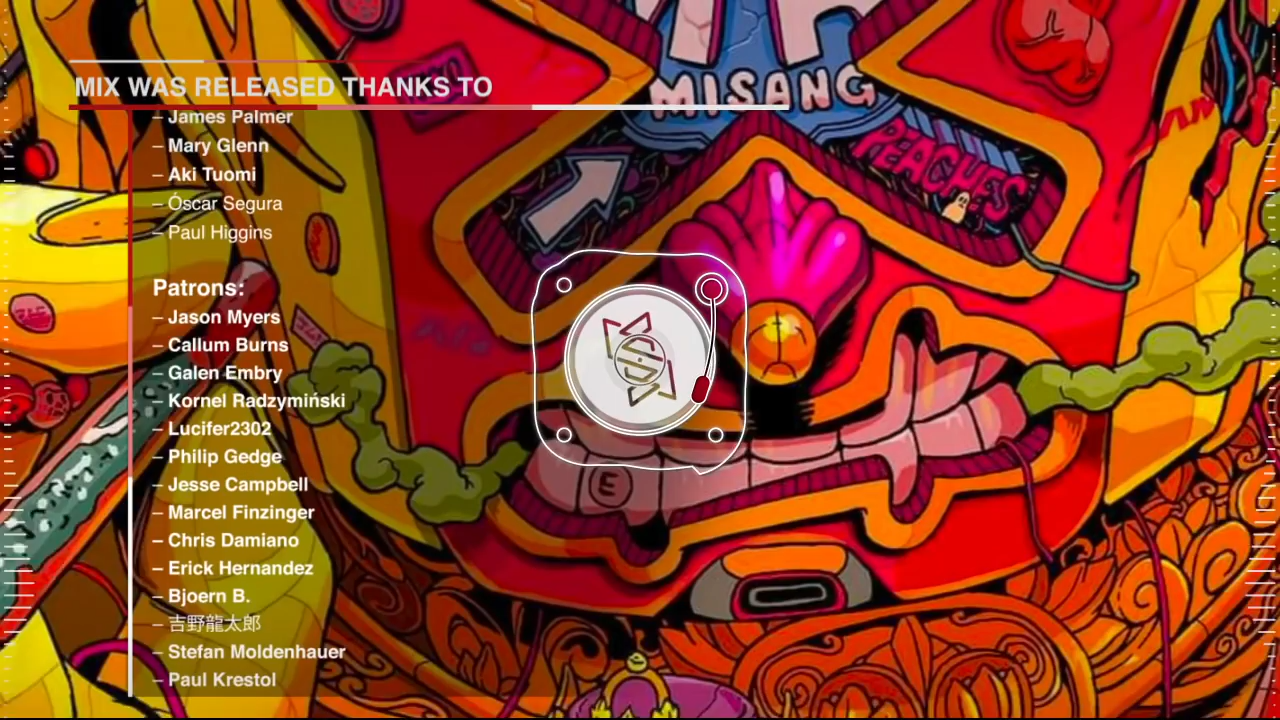 MIX WAS RELEASED THANKS TO
– James Palmer
– Mary Glenn
– Aki Tuomi
– Óscar Segura
– Paul Higgins
Patrons:
– Jason Myers
– Callum Burns
– Galen Embry
– Kornel Radzymiński
– Lucifer2302
– Philip Gedge
– Jesse Campbell
– Marcel Finzinger
– Chris Damiano
– Erick Hernandez
– Bjoern B.
– 吉野龍太郎
– Stefan Moldenhauer
– Paul Krestol
MISANG
PEACHES
E